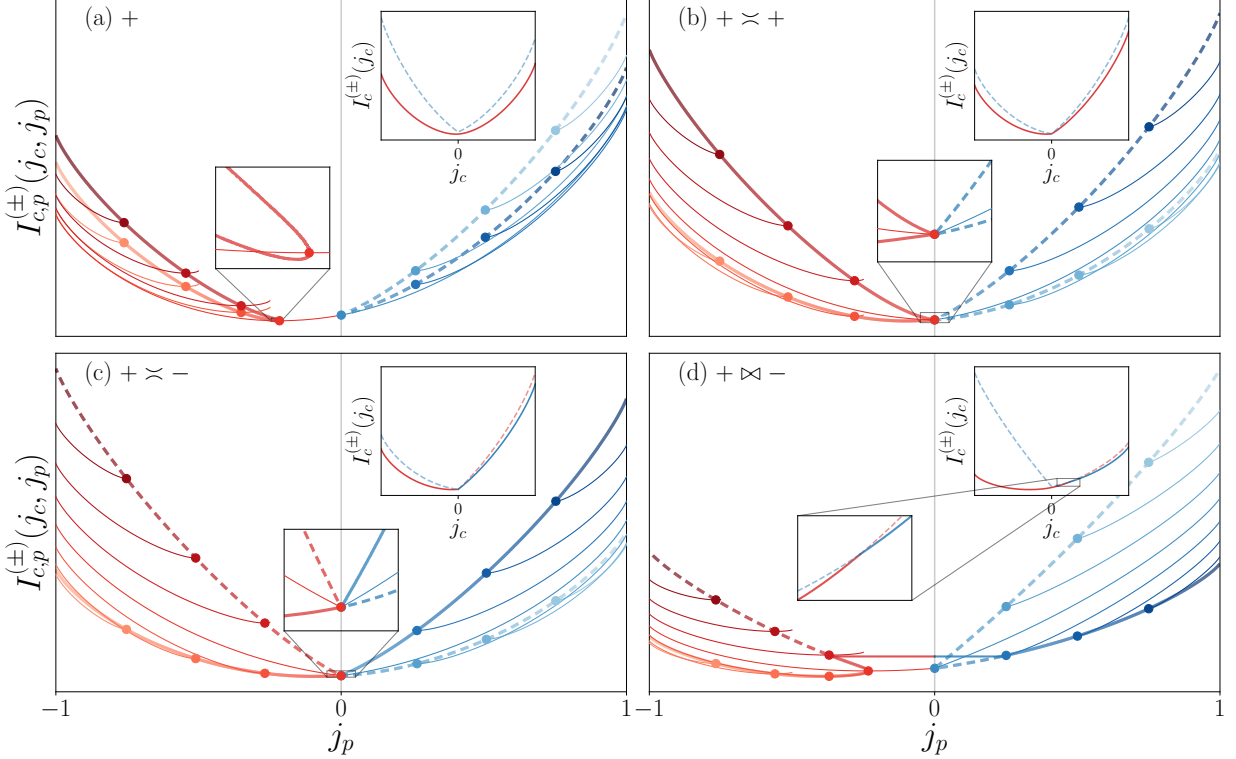 (a) +
I_c^{(±)}(j_c)
0
j_c
I_{c,p}^{(±)}(j_c, j_p)
(b) + ≍ +
I_c^{(±)}(j_c)
0
j_c
(c) + ≍ −
I_c^{(±)}(j_c)
0
j_c
I_{c,p}^{(±)}(j_c, j_p)
−1
0
1
j_p
(d) + ⋈ −
I_c^{(±)}(j_c)
0
j_c
−1
0
1
j_p